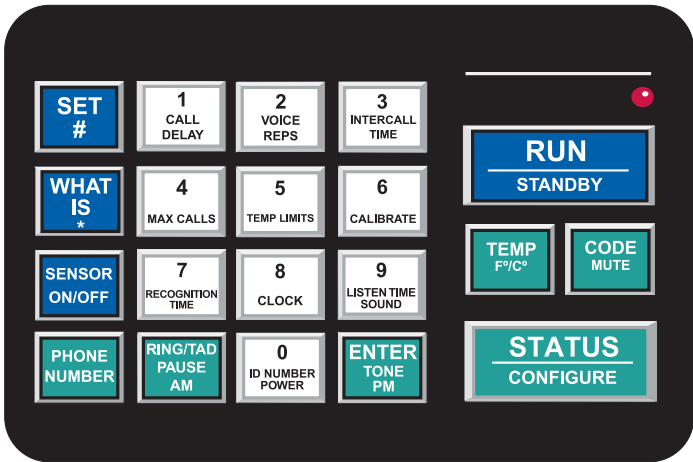 SET
#
1
CALL
DELAY
2
VOICE
REPS
3
INTERCALL
TIME
RUN
STANDBY
WHAT
IS
*
4
MAX CALLS
5
TEMP LIMITS
6
CALIBRATE
TEMP
Fº/Cº
CODE
MUTE
SENSOR
ON/OFF
7
RECOGNITION
TIME
8
CLOCK
9
LISTEN TIME
SOUND
PHONE
NUMBER
RING/TAD
PAUSE
AM
0
ID NUMBER
POWER
ENTER
TONE
PM
STATUS
CONFIGURE